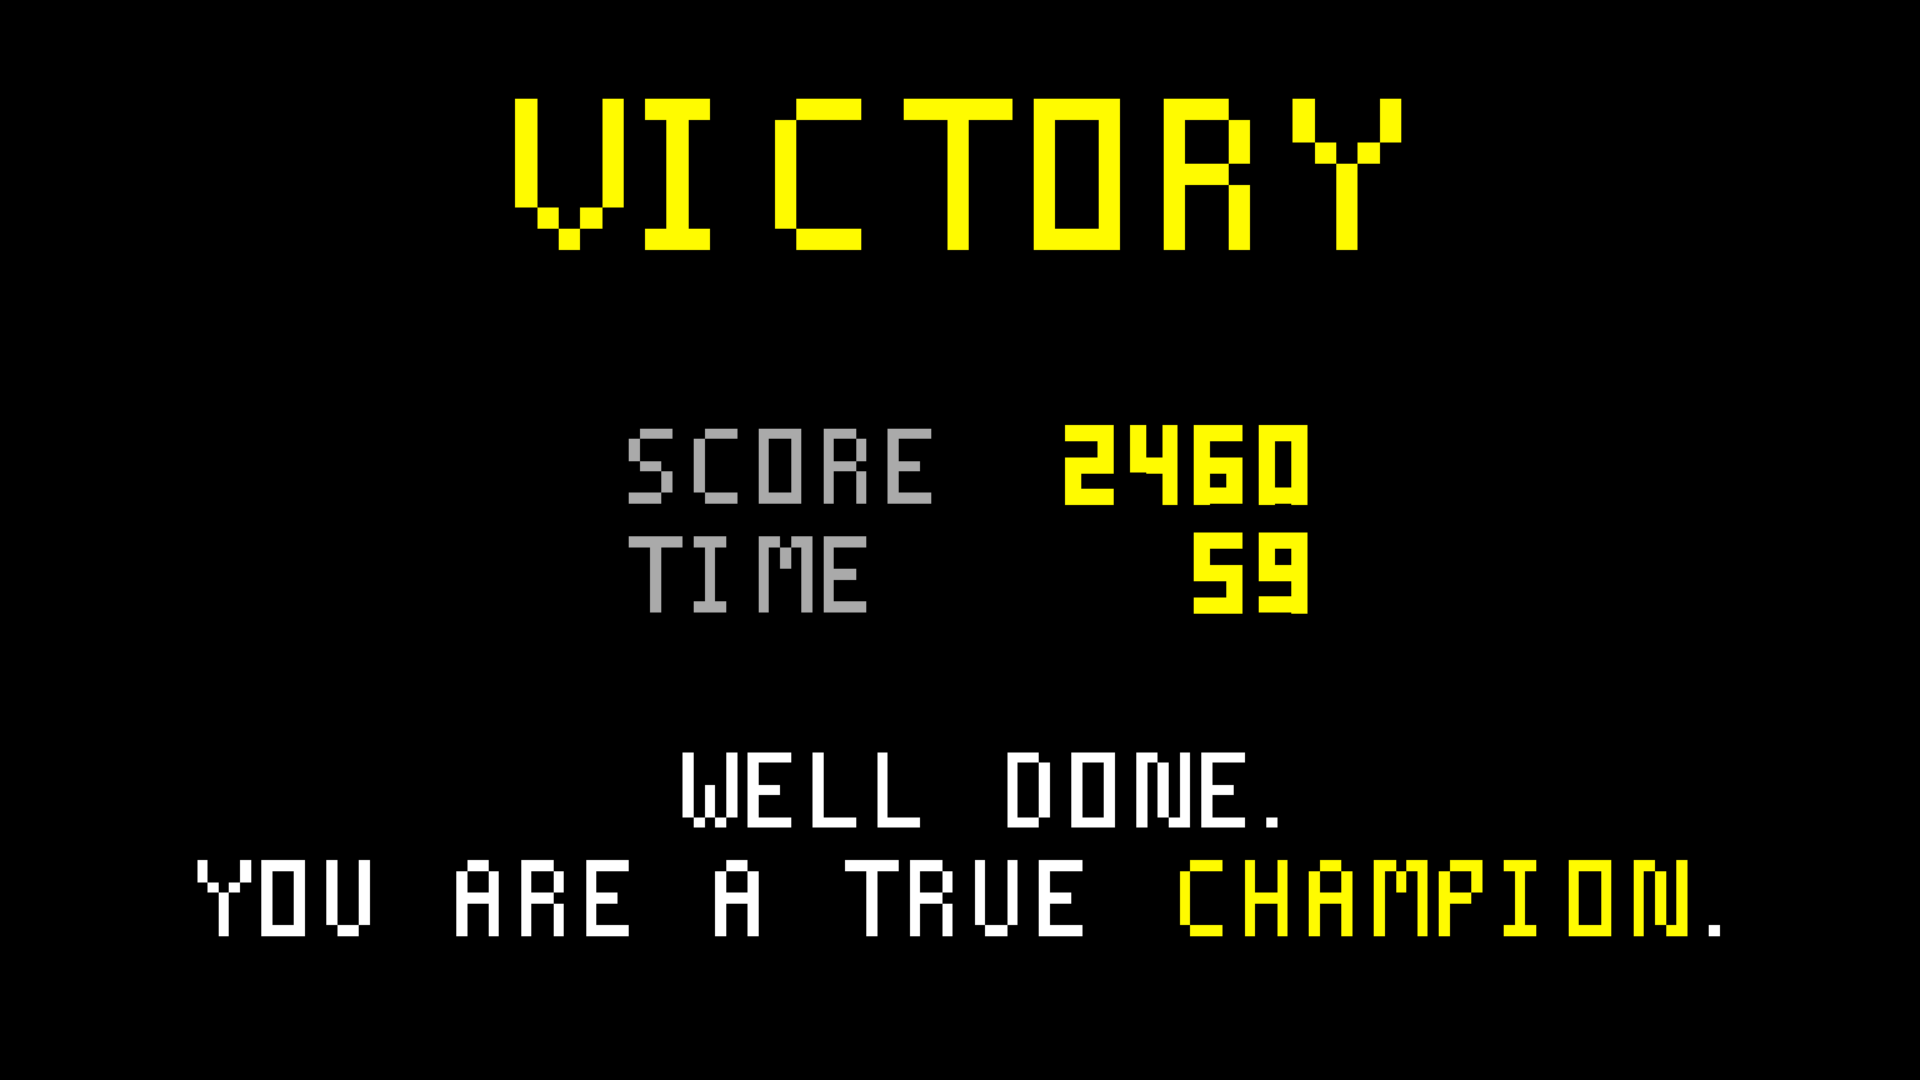 VICTORY
SCORE 2460
TIME 59
WELL DONE.
YOU ARE A TRUE CHAMPION.